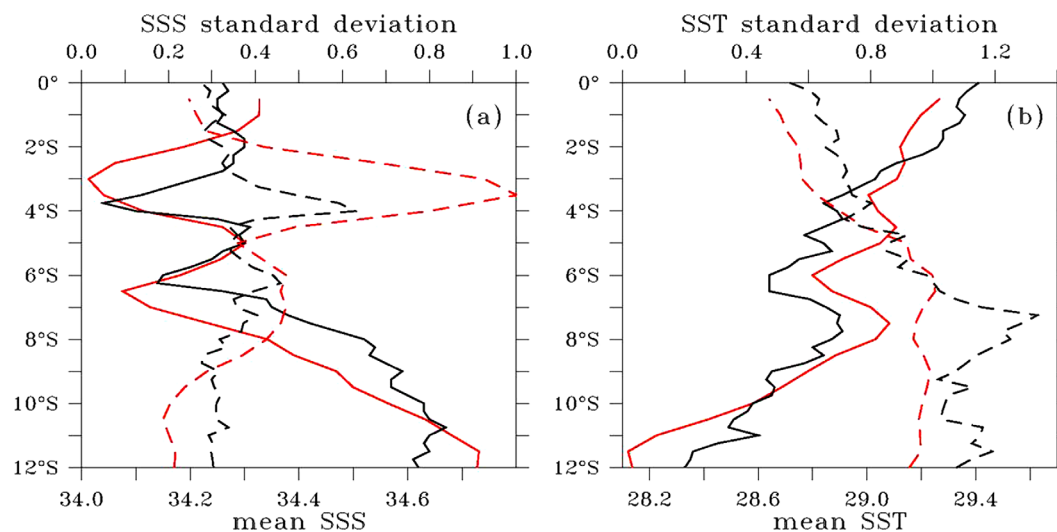 SSS standard deviation
0.0 0.2 0.4 0.6 0.8 1.0
SST standard deviation
0.0 0.4 0.8 1.2
0°
2°S
4°S
6°S
8°S
10°S
12°S
(a)
34.0 34.2 34.4 34.6
mean SSS
0°
2°S
4°S
6°S
8°S
10°S
12°S
(b)
28.2 28.6 29.0 29.4
mean SST